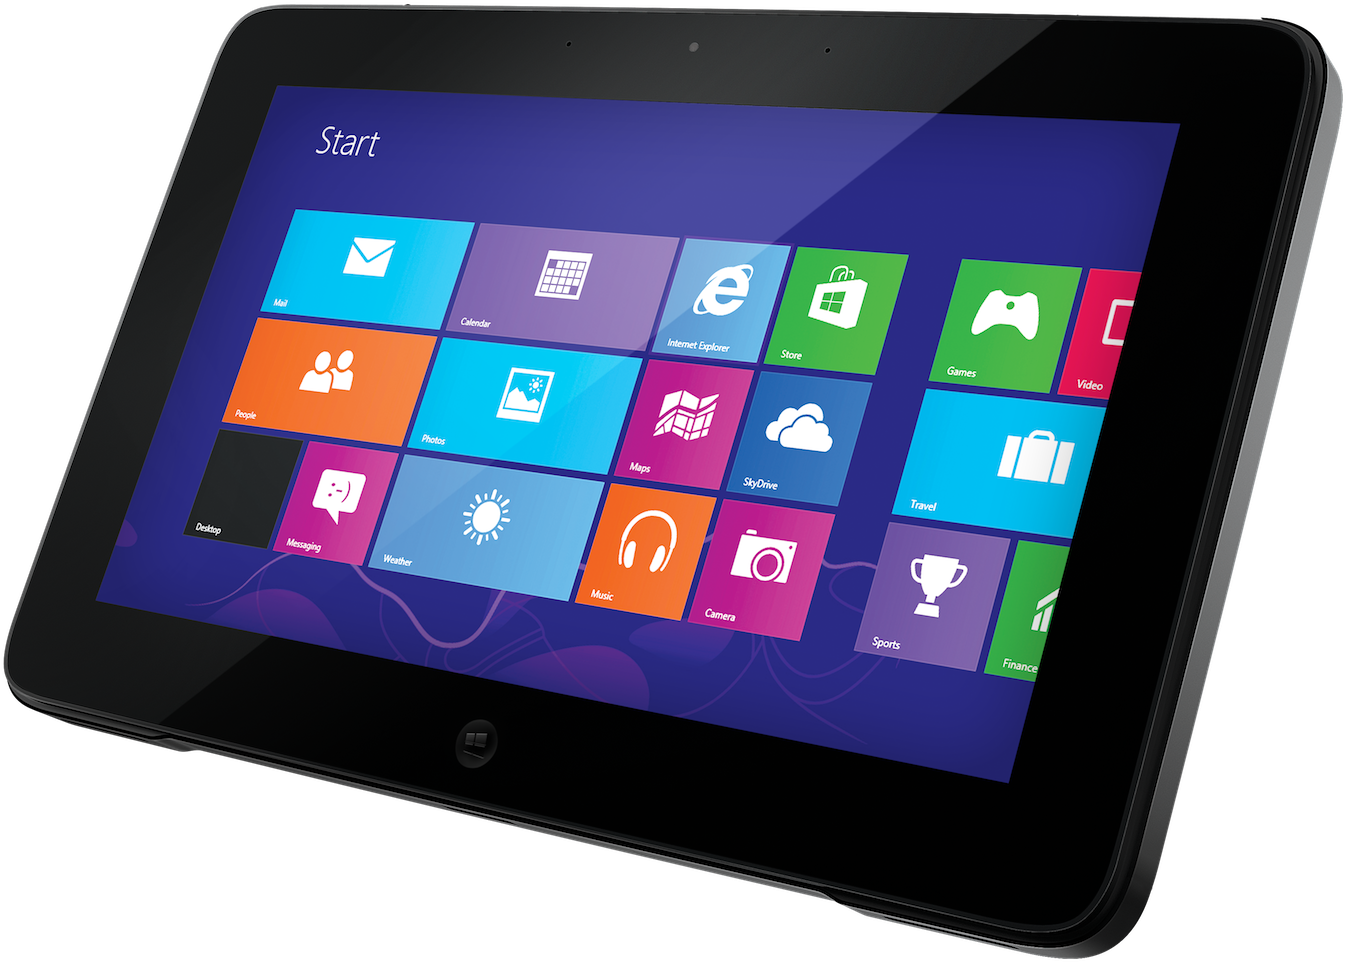 Start
Mail
Calendar
Internet Explorer
Store
Games
Video
People
Photos
Maps
SkyDrive
Travel
Desktop
Messaging
Weather
Music
Camera
Sports
Finance